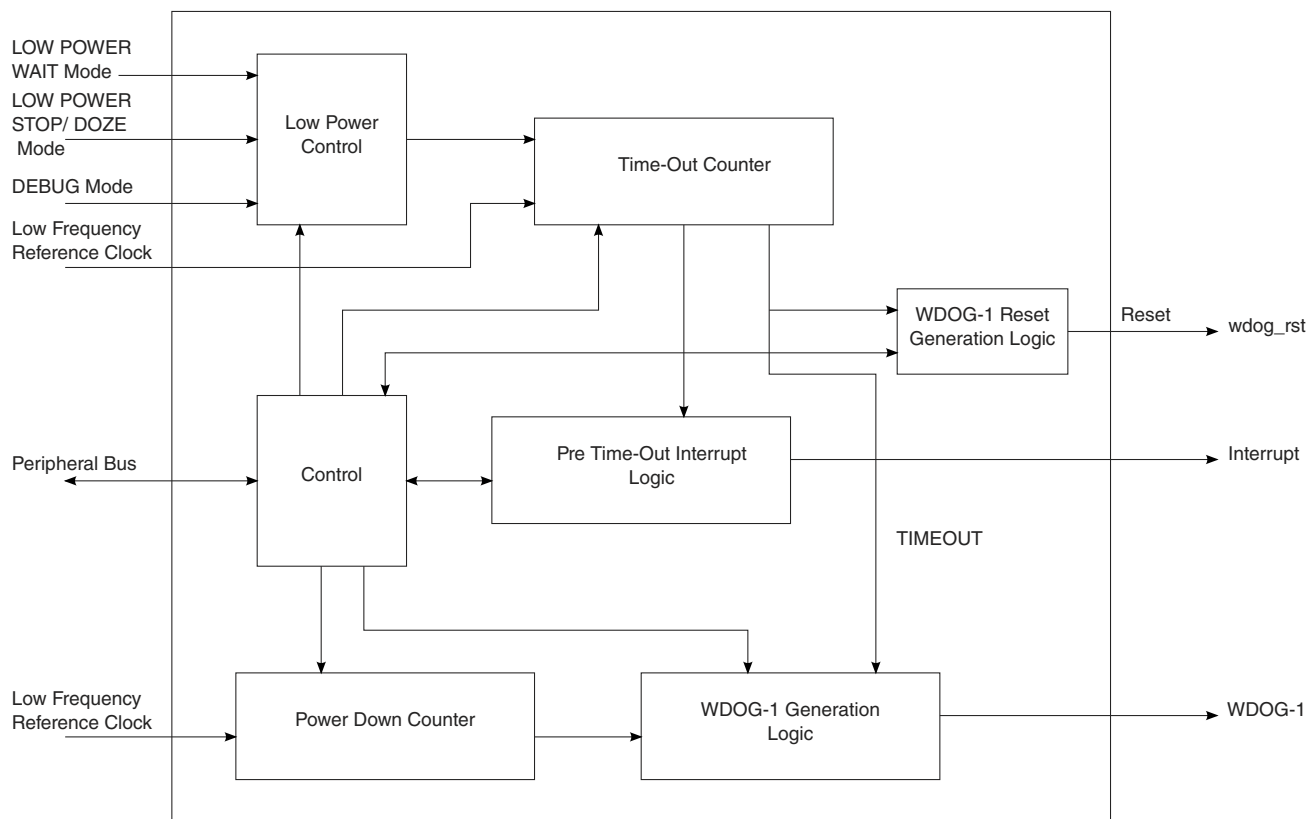 LOW POWER
WAIT Mode
LOW POWER
STOP/ DOZE
Mode
DEBUG Mode
Low Frequency
Reference Clock
Low Power
Control
Time-Out Counter
WDOG-1 Reset
Generation Logic
Reset
wdog_rst
Peripheral Bus
Control
Pre Time-Out Interrupt
Logic
Interrupt
TIMEOUT
Low Frequency
Reference Clock
Power Down Counter
WDOG-1 Generation
Logic
WDOG-1